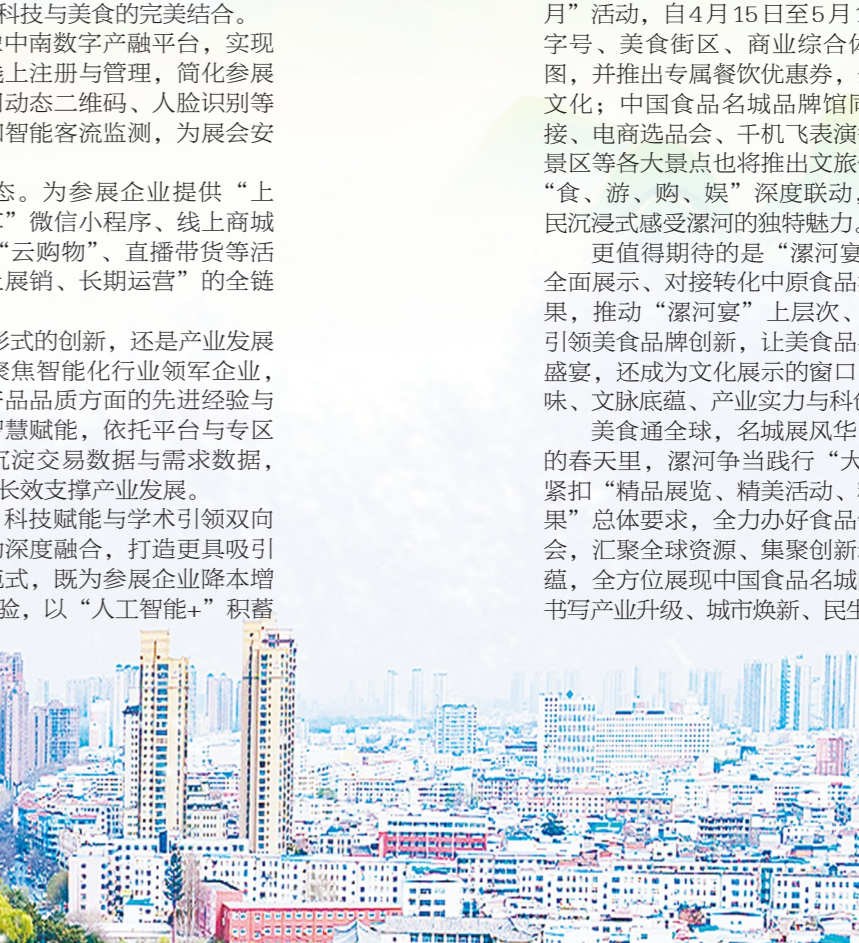 科技与美食的完美结合。
中南数字产融平台，实现
上注册与管理，简化参展
动态二维码、人脸识别等
智能客流监测，为展会安
态。为参展企业提供“上
”微信小程序、线上商城
“云购物”、直播带货等活
展销、长期运营”的全链
形式的创新，还是产业发展
聚焦智能化行业领军企业，
产品品质方面的先进经验与
智慧赋能，依托平台与专区
沉淀交易数据与需求数据，
长效支撑产业发展。
科技赋能与学术引领双向
深度融合，打造更具吸引
范式，既为参展企业降本增
验，以“人工智能+”积蓄
月”活动，自4月15日至5月1
字号、美食街区、商业综合体
图，并推出专属餐饮优惠券，
文化；中国食品名城品牌馆同
接、电商选品会、千机飞表演
景区等各大景点也将推出文旅
“食、游、购、娱”深度联动，
民沉浸式感受漯河的独特魅力。
更值得期待的是“漯河宴
全面展示、对接转化中原食品
果，推动“漯河宴”上层次、
引领美食品牌创新，让美食品
盛宴，还成为文化展示的窗口
味、文脉底蕴、产业实力与科创
美食通全球，名城展风华
的春天里，漯河争当践行“大
紧扣“精品展览、精美活动、
果”总体要求，全力办好食品
会，汇聚全球资源、集聚创新
蕴，全方位展现中国食品名城
书写产业升级、城市焕新、民生